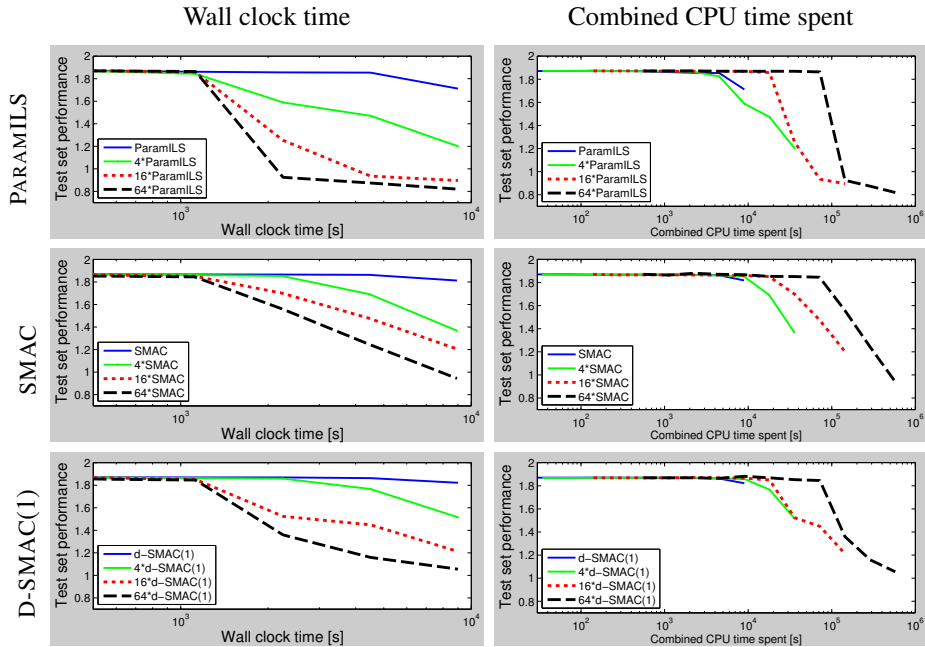 Wall clock time
Combined CPU time spent
PARAMILS
Test set performance
2
1.8
1.6
1.4
1.2
1
0.8
ParamILS
4*ParamILS
16*ParamILS
64*ParamILS
10^3
10^4
Wall clock time [s]
Test set performance
2
1.8
1.6
1.4
1.2
1
0.8
ParamILS
4*ParamILS
16*ParamILS
64*ParamILS
10^2
10^3
10^4
10^5
10^6
Combined CPU time spent [s]
SMAC
Test set performance
2
1.8
1.6
1.4
1.2
1
0.8
SMAC
4*SMAC
16*SMAC
64*SMAC
10^3
10^4
Wall clock time [s]
Test set performance
2
1.8
1.6
1.4
1.2
1
0.8
SMAC
4*SMAC
16*SMAC
64*SMAC
10^2
10^3
10^4
10^5
10^6
Combined CPU time spent [s]
D-SMAC(1)
Test set performance
2
1.8
1.6
1.4
1.2
1
0.8
d−SMAC(1)
4*d−SMAC(1)
16*d−SMAC(1)
64*d−SMAC(1)
10^3
10^4
Wall clock time [s]
Test set performance
2
1.8
1.6
1.4
1.2
1
0.8
d−SMAC(1)
4*d−SMAC(1)
16*d−SMAC(1)
64*d−SMAC(1)
10^2
10^3
10^4
10^5
10^6
Combined CPU time spent [s]